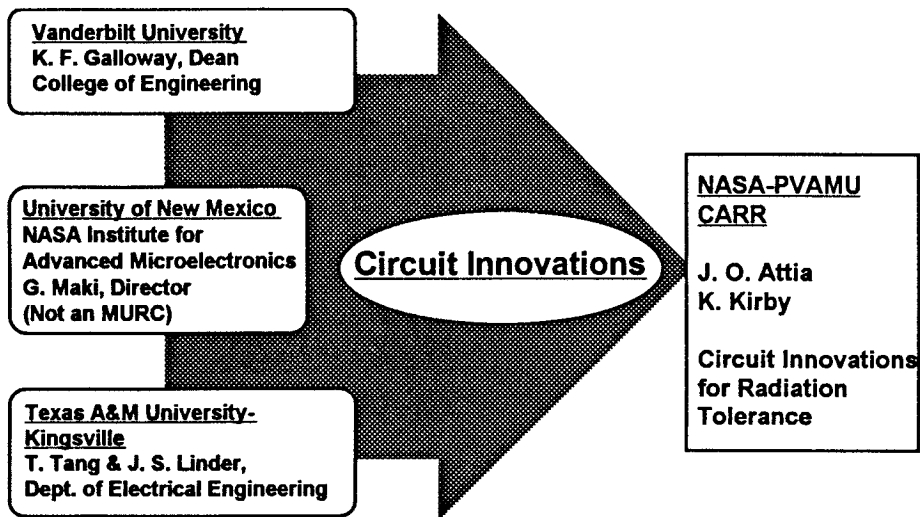 Vanderbilt University
K. F. Galloway, Dean
College of Engineering
University of New Mexico
NASA Institute for
Advanced Microelectronics
G. Maki, Director
(Not an MURC)
Texas A&M University-
Kingsville
T. Tang & J. S. Linder,
Dept. of Electrical Engineering
Circuit Innovations
NASA-PVAMU
CARR
J. O. Attia
K. Kirby
Circuit Innovations
for Radiation
Tolerance